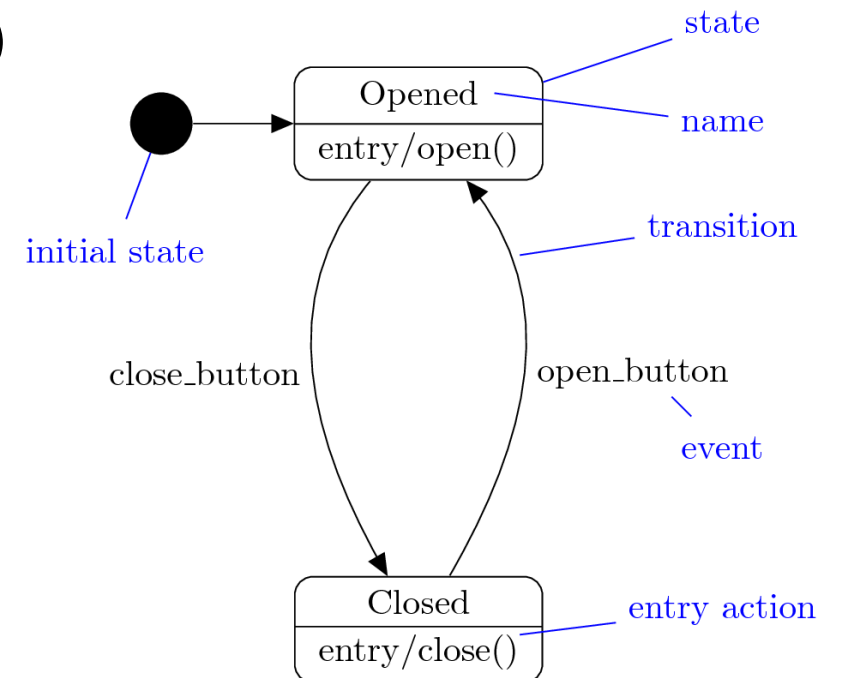 state
Opened
name
entry/open()
transition
initial state
close_button
open_button
event
Closed
entry action
entry/close()